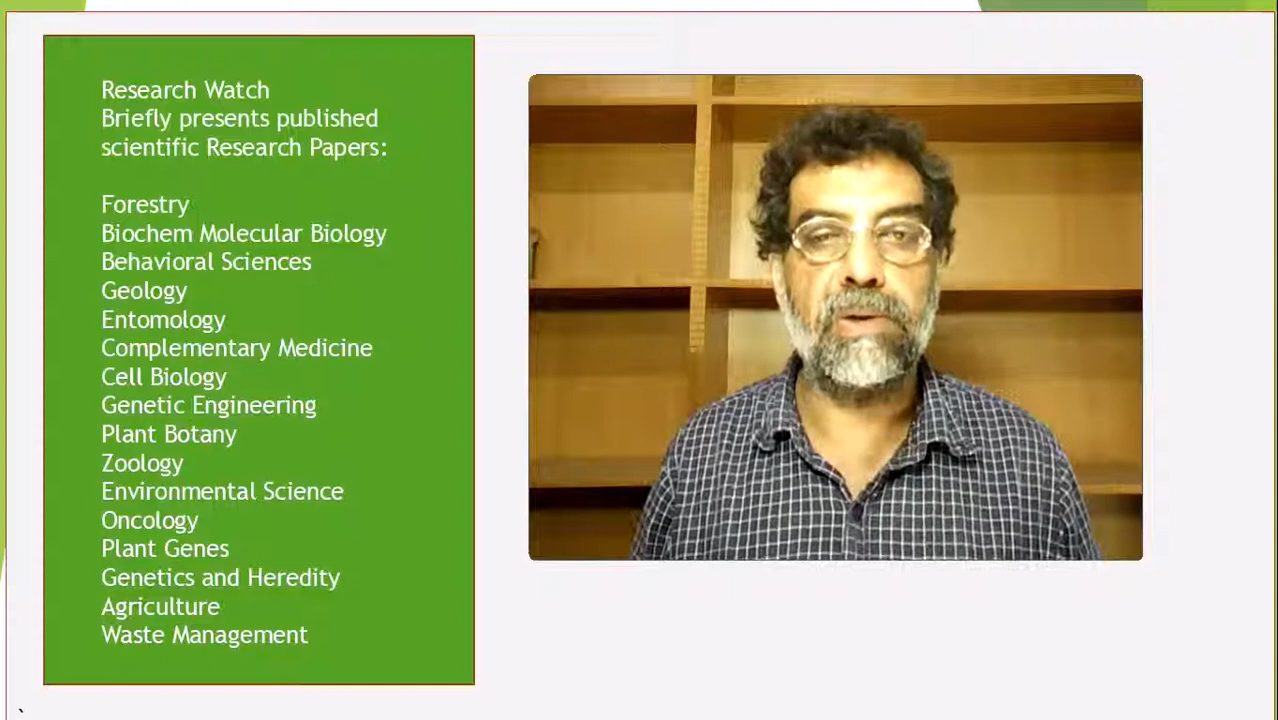 Research Watch
Briefly presents published
scientific Research Papers:
Forestry
Biochem Molecular Biology
Behavioral Sciences
Geology
Entomology
Complementary Medicine
Cell Biology
Genetic Engineering
Plant Botany
Zoology
Environmental Science
Oncology
Plant Genes
Genetics and Heredity
Agriculture
Waste Management
`